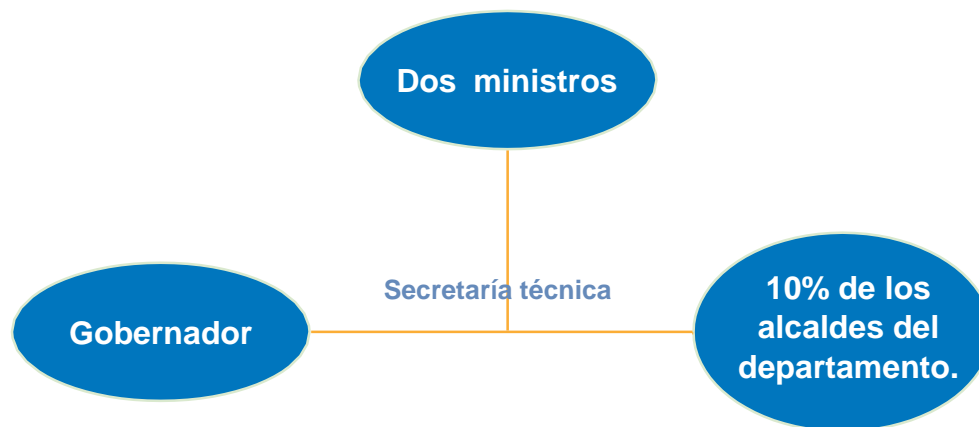 Dos ministros
Secretaría técnica
Gobernador
10% de los
alcaldes del
departamento.